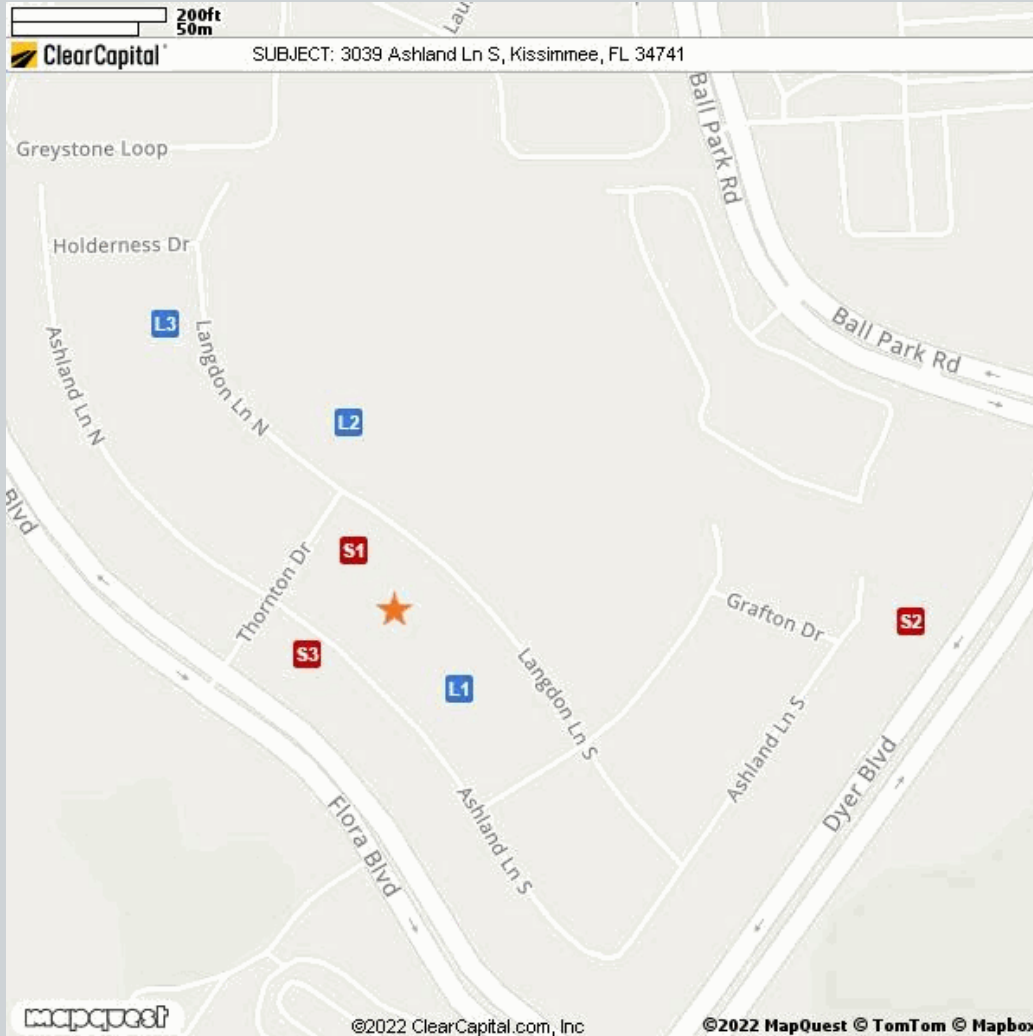 200ft
50m
ClearCapital
SUBJECT: 3039 Ashland Ln S, Kissimmee, FL 34741
Lau
Ball Park Rd
Greystone Loop
Holderness Dr
L3
Langdon Ln N
Ashland Ln N
Ball Park Rd
L2
Blvd
S1
Thornton Dr
Grafton Dr
S2
S3
L1
Langdon Ln S
Ashland Ln S
Dyer Blvd
Flora Blvd
Ashland Ln S
mapquest
©2022 ClearCapital.com, Inc
©2022 MapQuest © TomTom © Mapbox